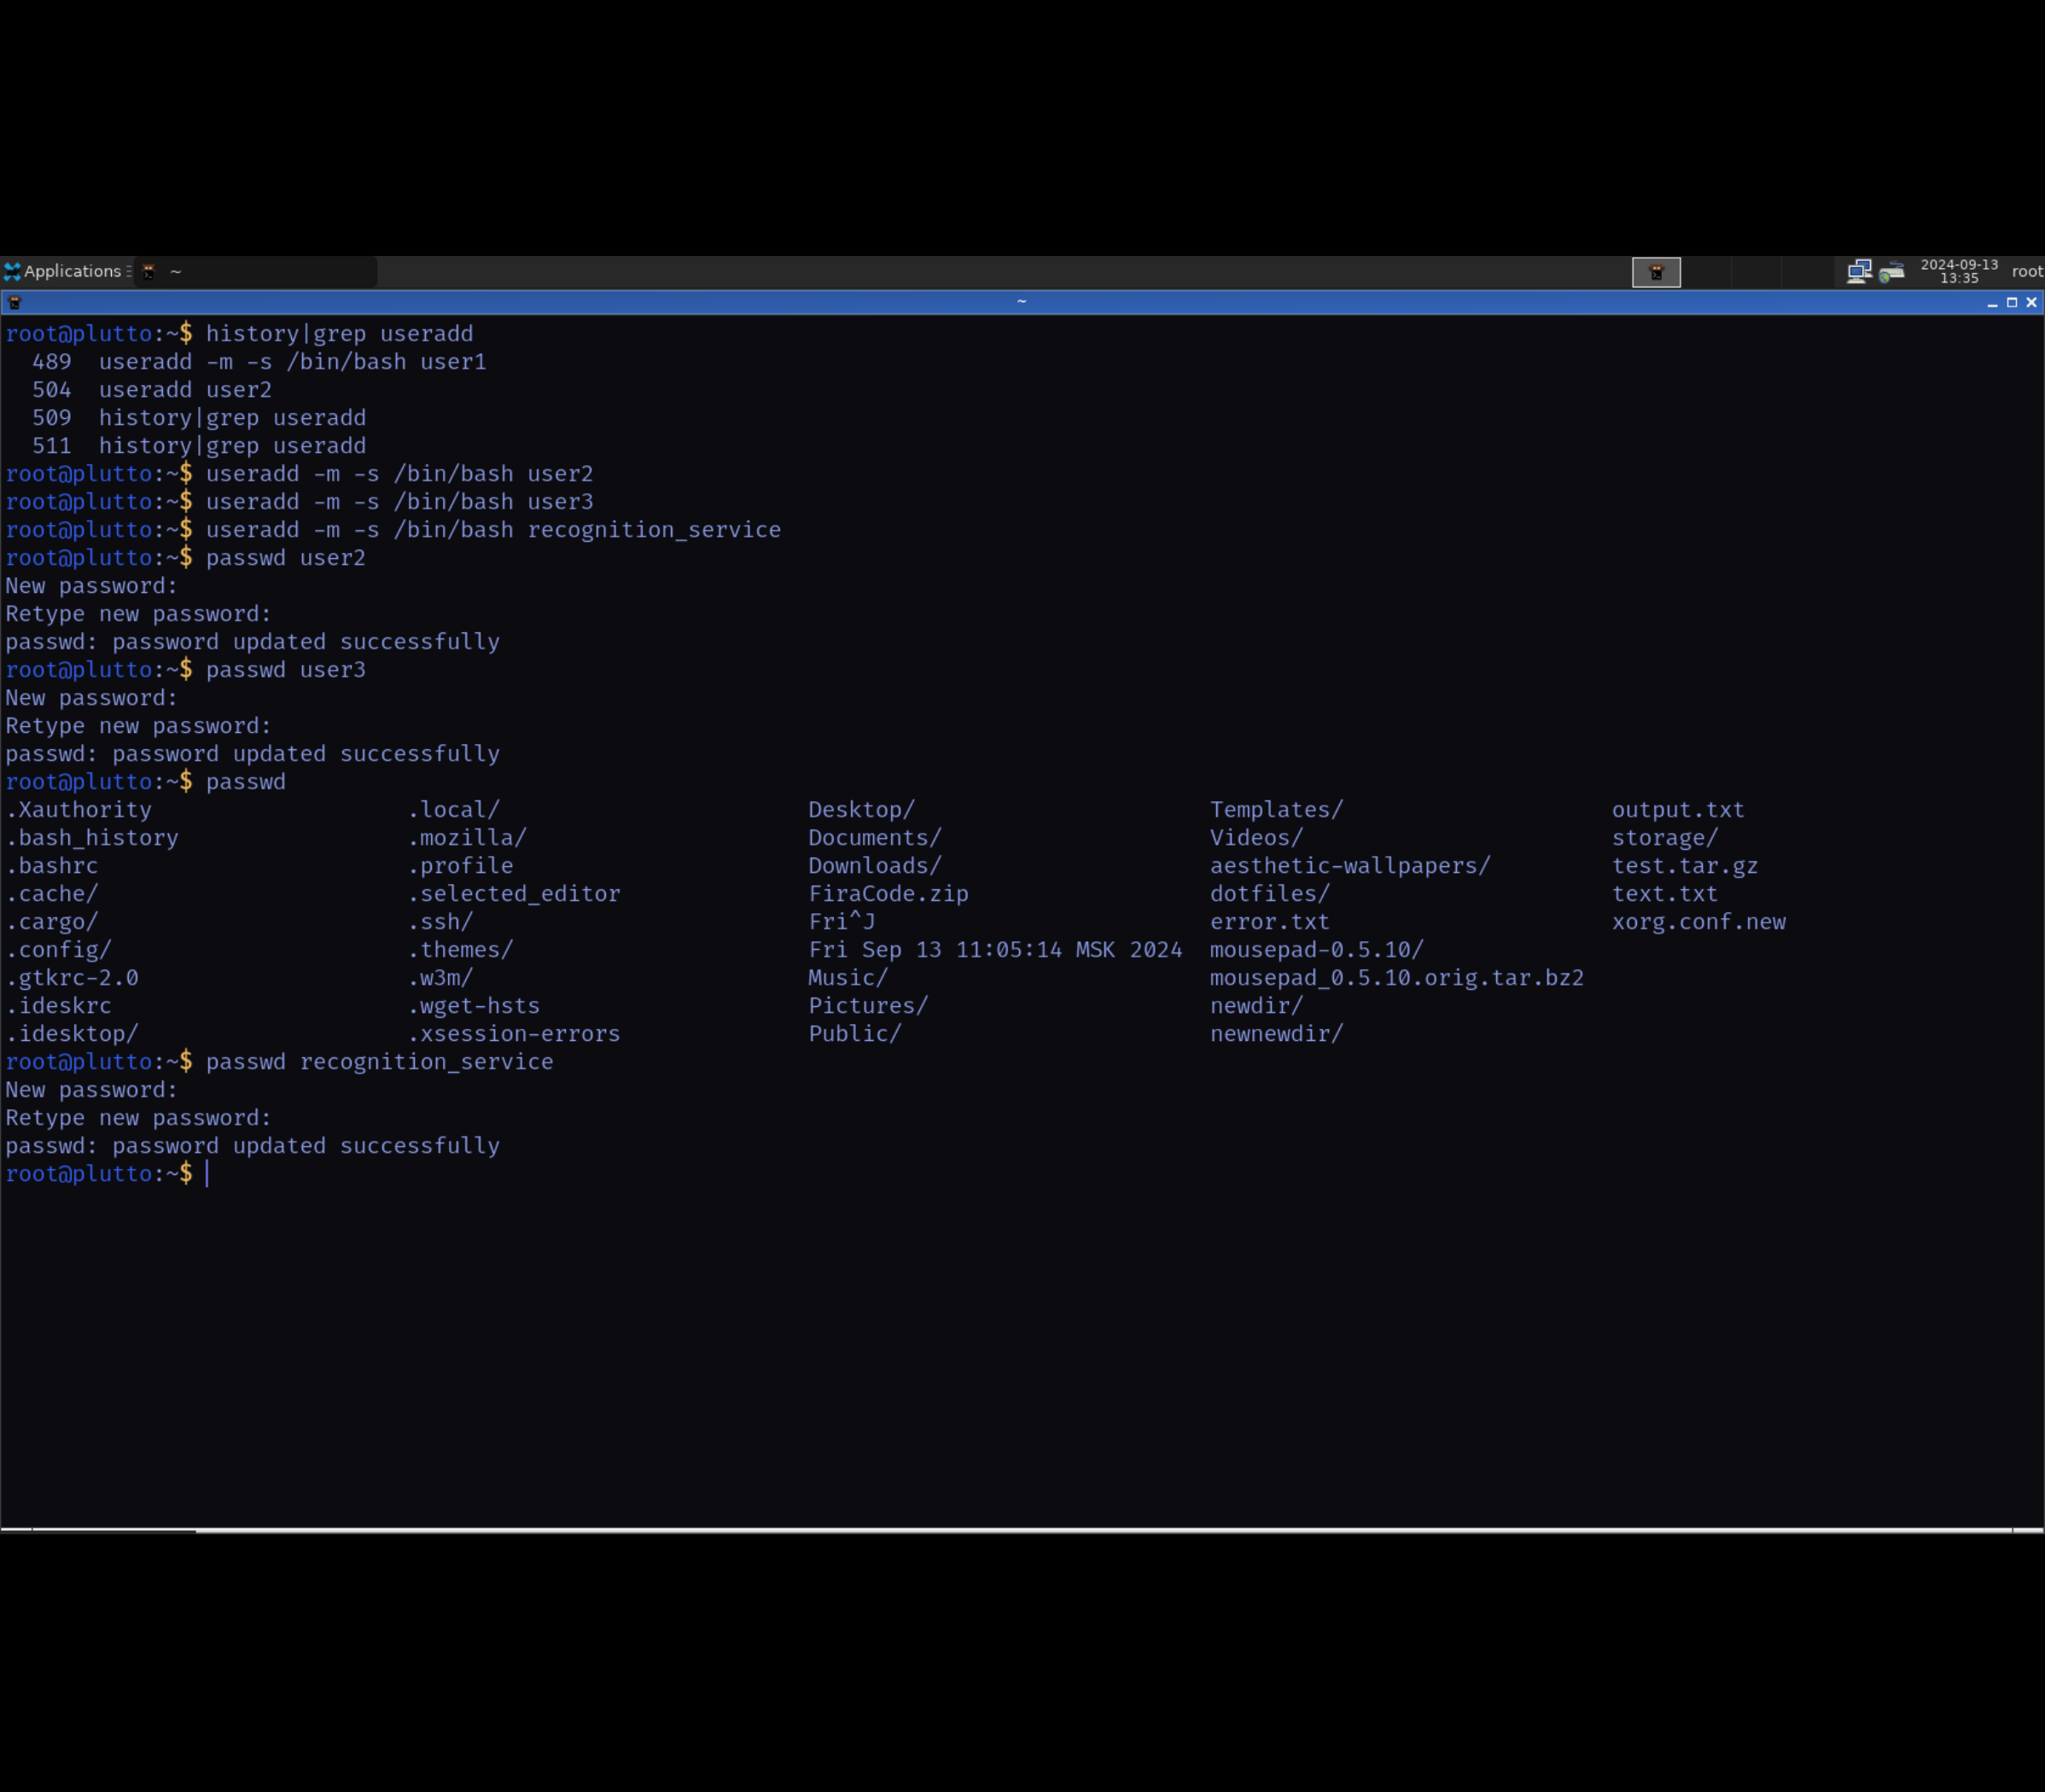 Applications ~ 2024-09-13
13:35 root
~
root@plutto:~$ history|grep useradd
  489  useradd -m -s /bin/bash user1
  504  useradd user2
  509  history|grep useradd
  511  history|grep useradd
root@plutto:~$ useradd -m -s /bin/bash user2
root@plutto:~$ useradd -m -s /bin/bash user3
root@plutto:~$ useradd -m -s /bin/bash recognition_service
root@plutto:~$ passwd user2
New password:
Retype new password:
passwd: password updated successfully
root@plutto:~$ passwd user3
New password:
Retype new password:
passwd: password updated successfully
root@plutto:~$ passwd
.Xauthority .local/ Desktop/ Templates/ output.txt
.bash_history .mozilla/ Documents/ Videos/ storage/
.bashrc .profile Downloads/ aesthetic-wallpapers/ test.tar.gz
.cache/ .selected_editor FiraCode.zip dotfiles/ text.txt
.cargo/ .ssh/ Fri^J error.txt xorg.conf.new
.config/ .themes/ Fri Sep 13 11:05:14 MSK 2024 mousepad-0.5.10/
.gtkrc-2.0 .w3m/ Music/ mousepad_0.5.10.orig.tar.bz2
.ideskrc .wget-hsts Pictures/ newdir/
.idesktop/ .xsession-errors Public/ newnewdir/
root@plutto:~$ passwd recognition_service
New password:
Retype new password:
passwd: password updated successfully
root@plutto:~$